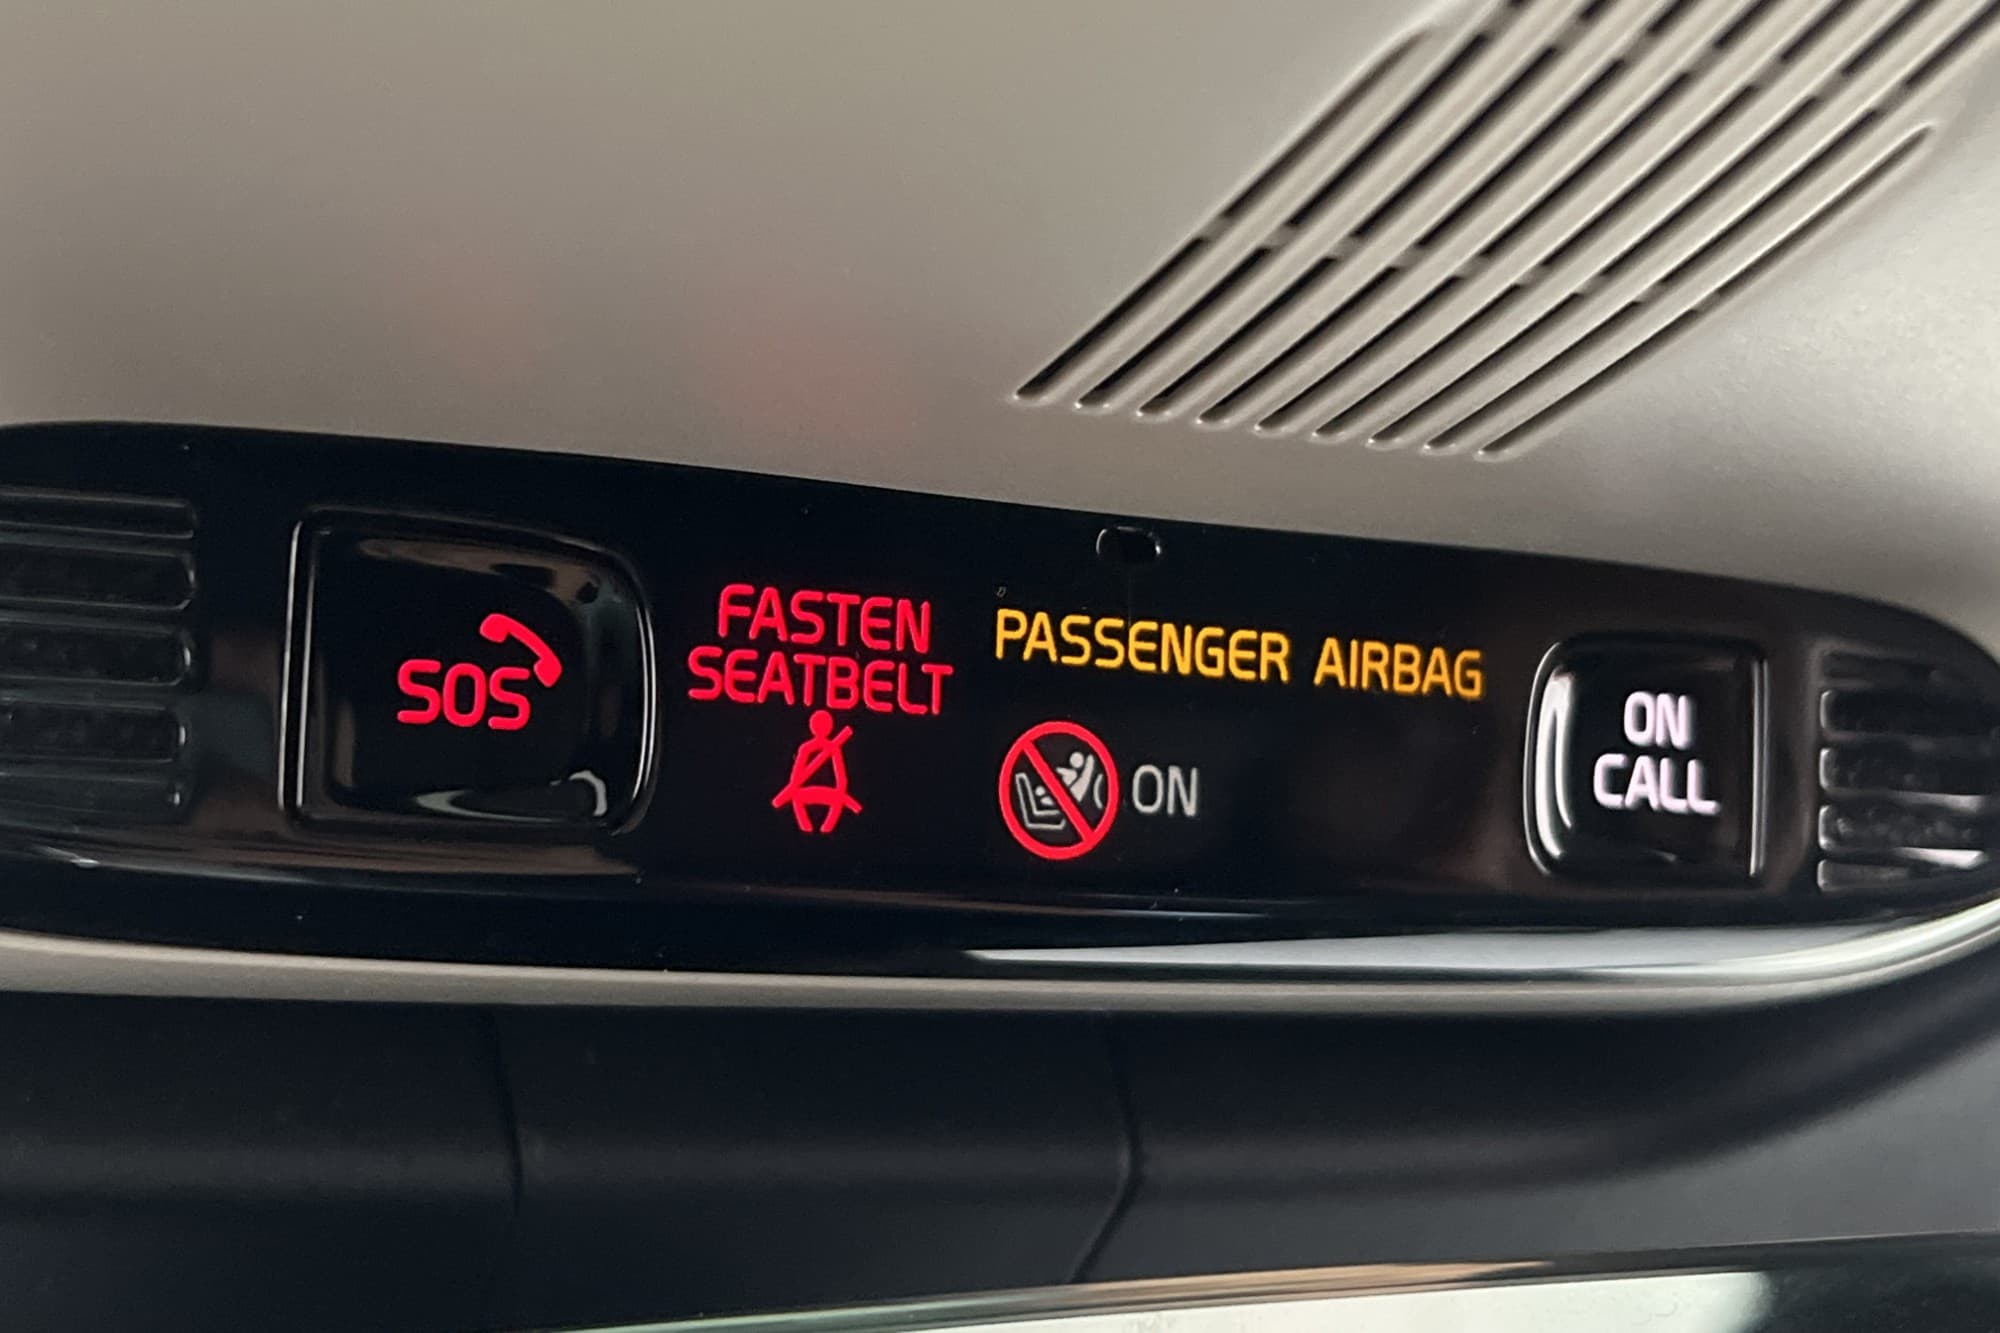 SOS
FASTEN
SEATBELT
PASSENGER AIRBAG
ON
ON
CALL